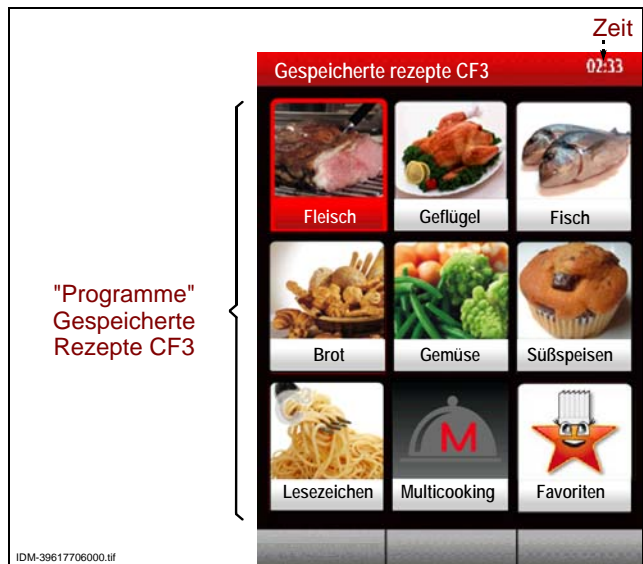 Zeit
Gespeicherte rezepte CF3 02:33
Fleisch Geflügel Fisch
"Programme"
Gespeicherte
Rezepte CF3
Brot Gemüse Süßspeisen
M
Lesezeichen Multicooking Favoriten
IDM-39617706000.tif